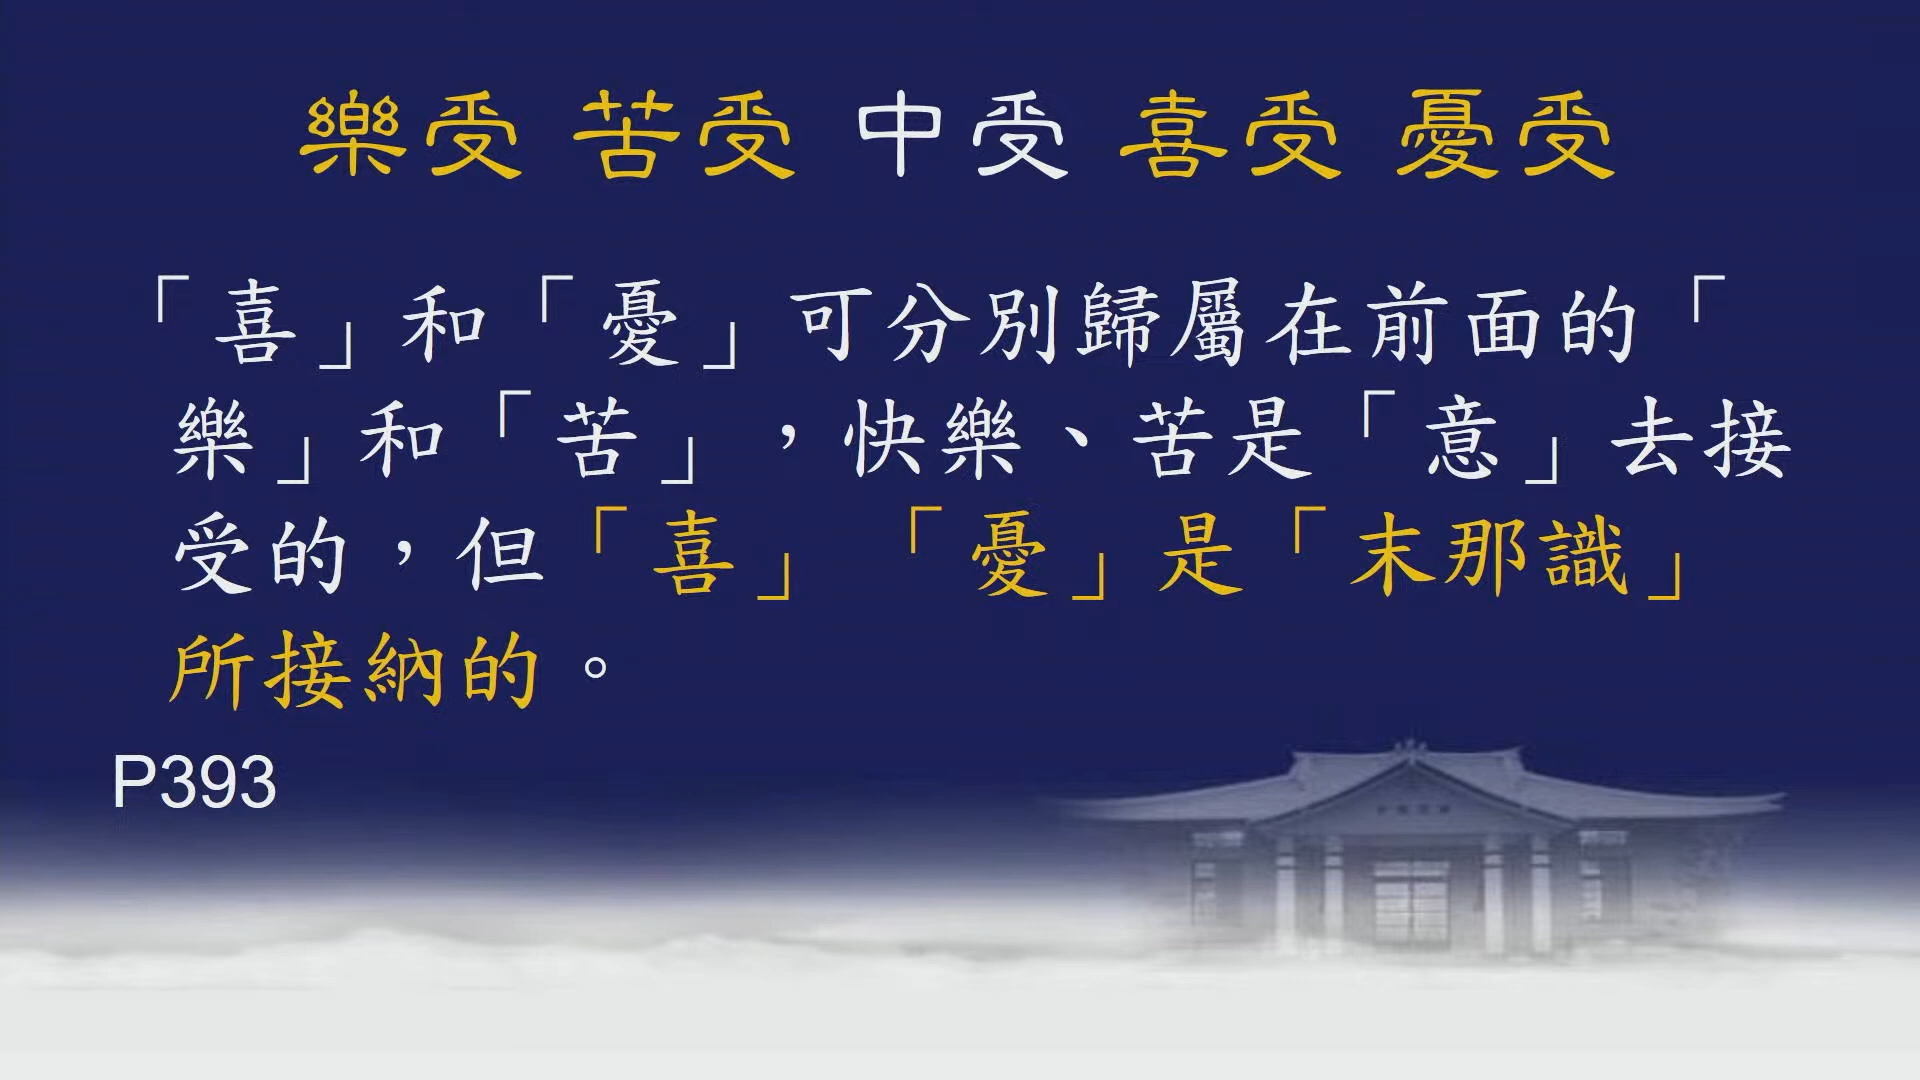 樂受 苦受 中受 喜受 憂受
「喜」和「憂」可分別歸屬在前面的「
樂」和「苦」，快樂、苦是「意」去接
受的，但「喜」「憂」是「末那識」
所接納的。
P393